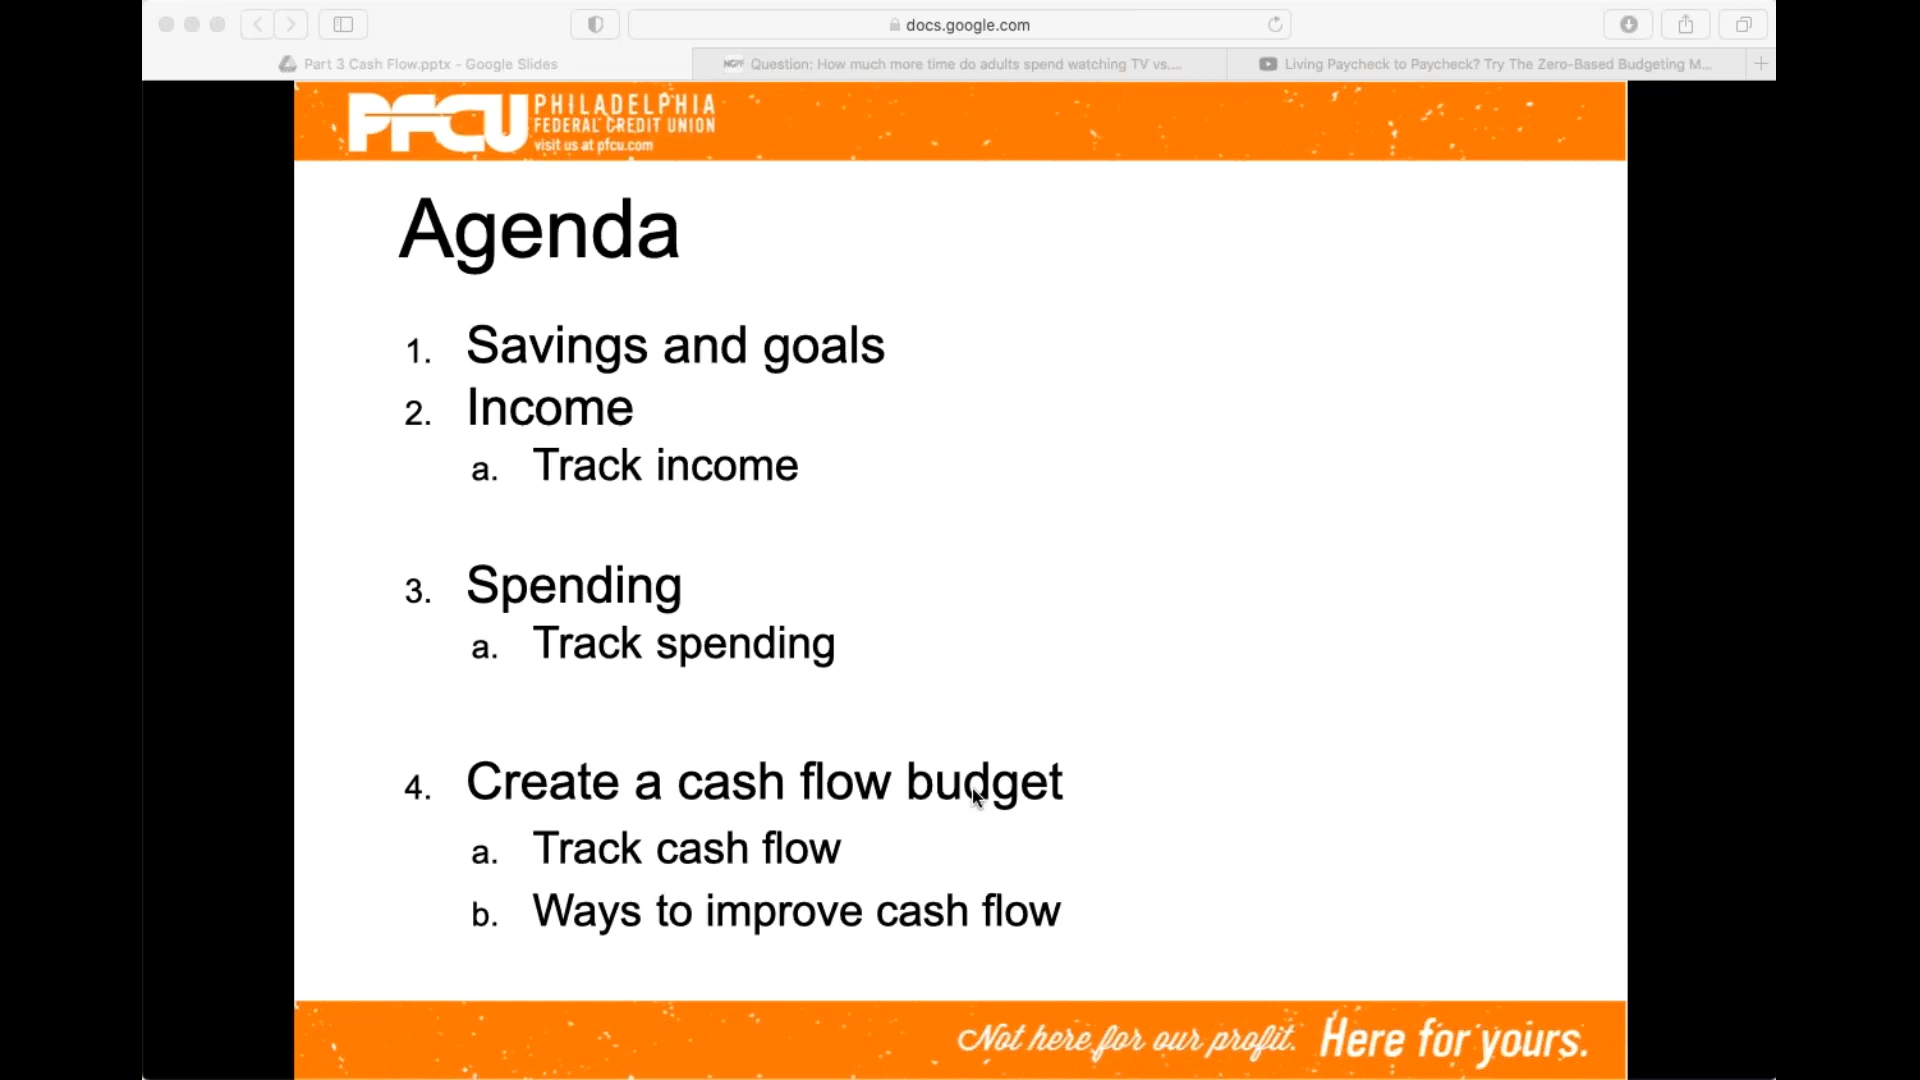 docs.google.com
Part 3 Cash Flow.pptx - Google Slides
NGPF Question: How much more time do adults spend watching TV vs....
Living Paycheck to Paycheck? Try The Zero-Based Budgeting M...
PFCU
PHILADELPHIA
FEDERAL CREDIT UNION
visit us at pfcu.com
Agenda
1. Savings and goals
2. Income
a. Track income
3. Spending
a. Track spending
4. Create a cash flow budget
a. Track cash flow
b. Ways to improve cash flow
Not here for our profit. Here for yours.